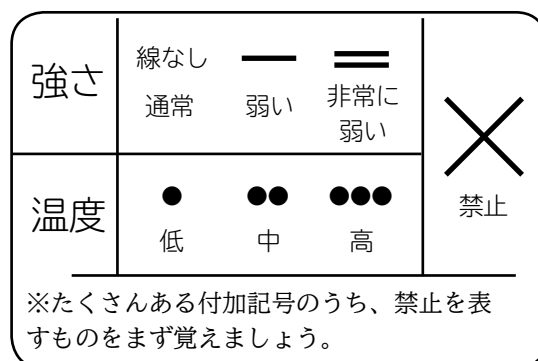 強さ
線なし
通常
弱い
非常に
弱い
禁止
温度
低
中
高
※たくさんある付加記号のうち、禁止を表
すものをまず覚えましょう。